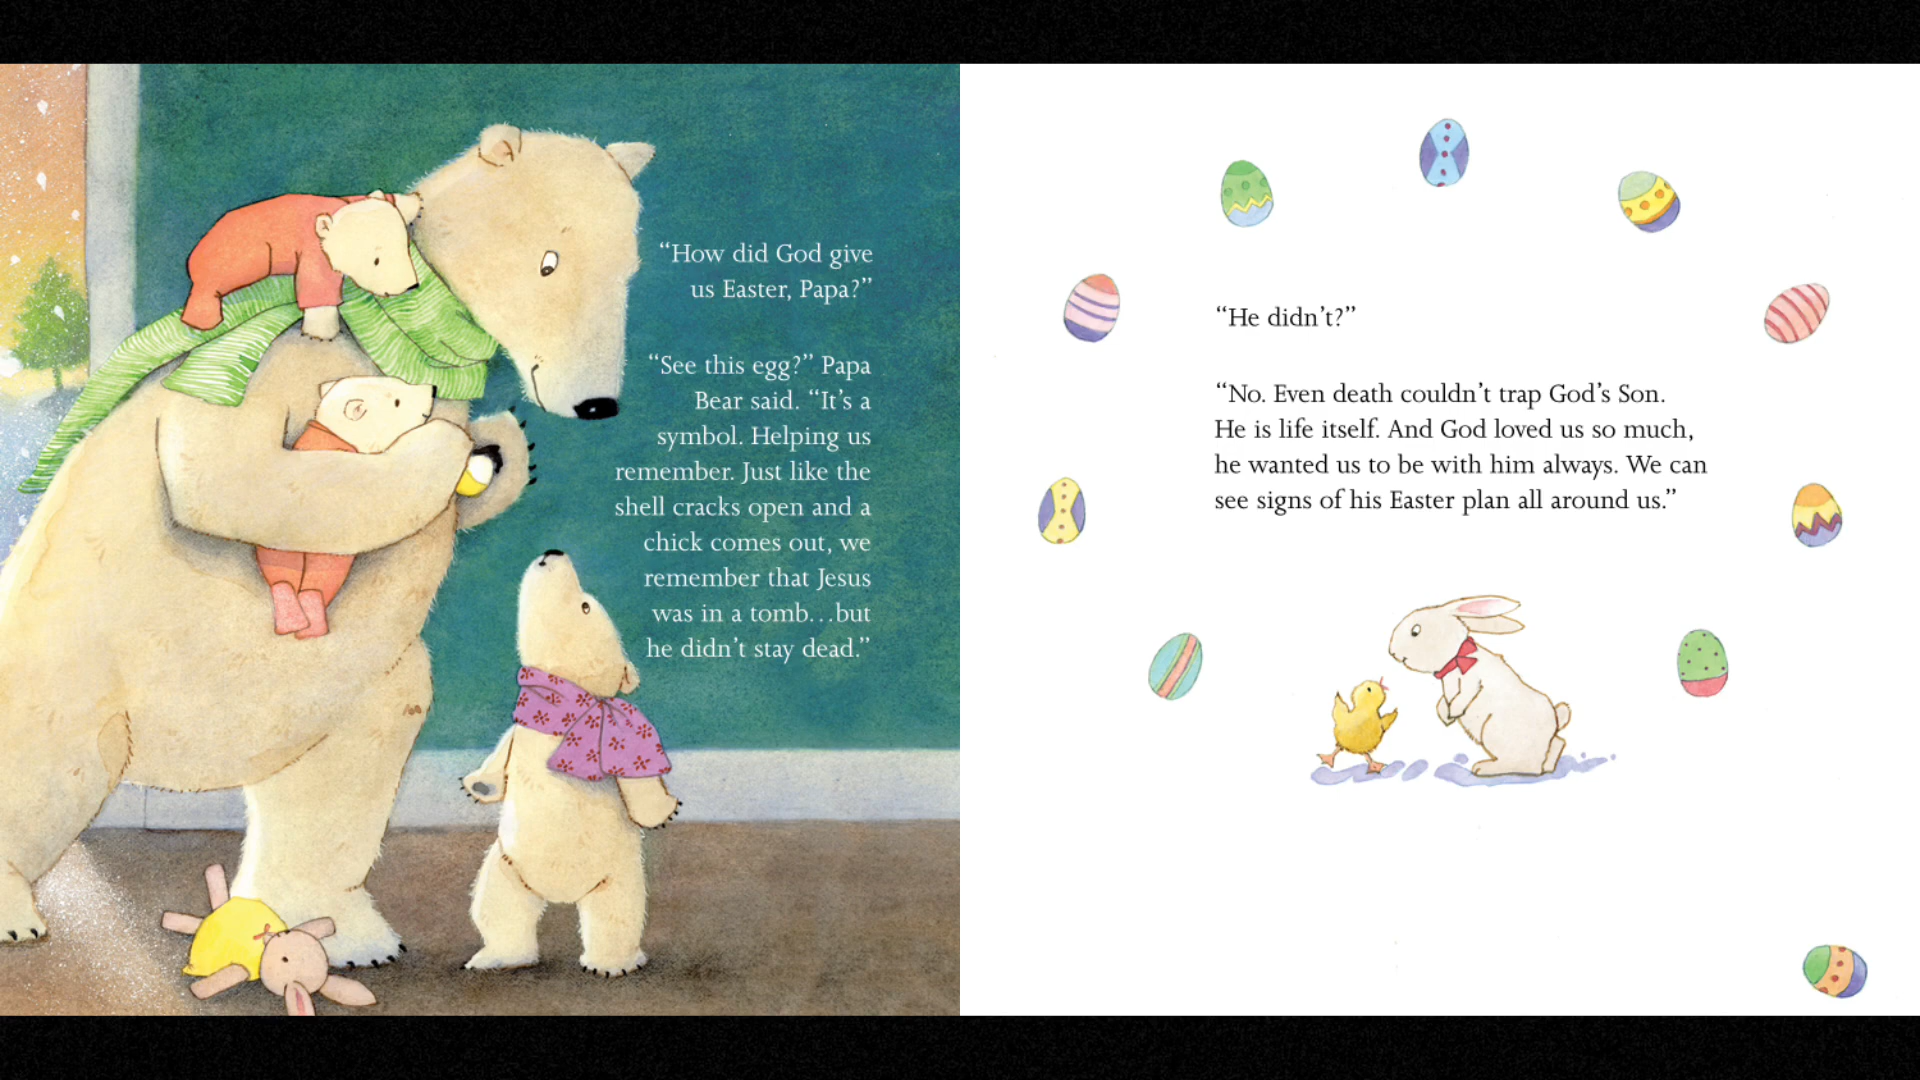 “How did God give
us Easter, Papa?”
“See this egg?” Papa
Bear said. “It’s a
symbol. Helping us
remember. Just like the
shell cracks open and a
chick comes out, we
remember that Jesus
was in a tomb…but
he didn’t stay dead.”
“He didn’t?”
“No. Even death couldn’t trap God’s Son.
He is life itself. And God loved us so much,
he wanted us to be with him always. We can
see signs of his Easter plan all around us.”